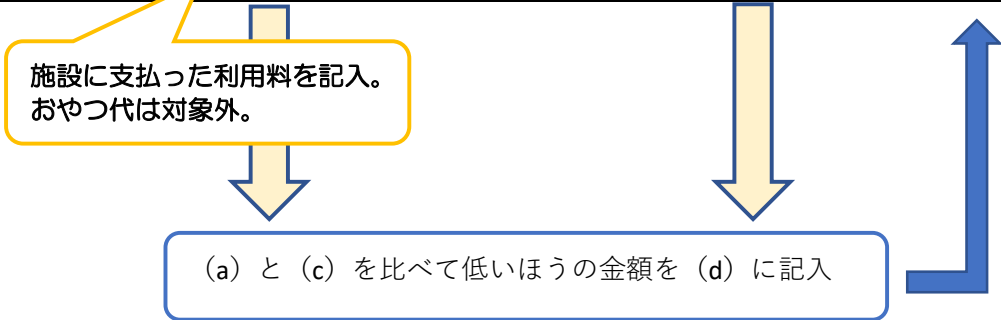 施設に支払った利用料を記入。
おやつ代は対象外。
（a）と（c）を比べて低いほうの金額を（d）に記入